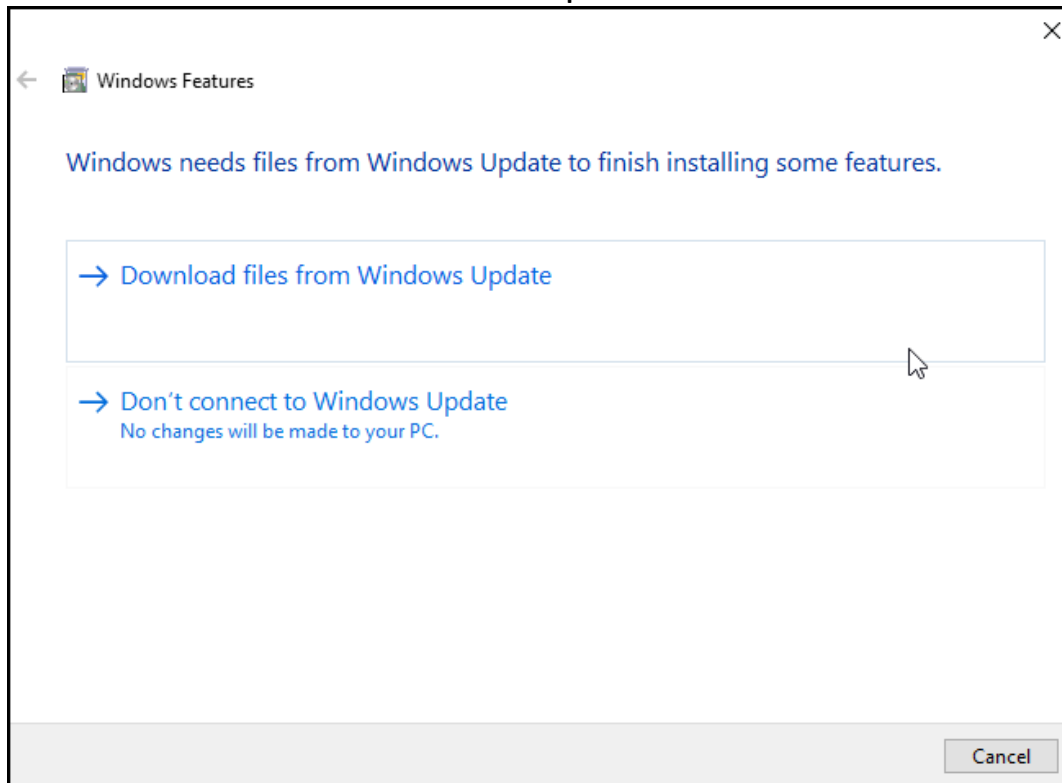 Windows Features
Windows needs files from Windows Update to finish installing some features.
Download files from Windows Update
Don't connect to Windows Update
No changes will be made to your PC.
Cancel